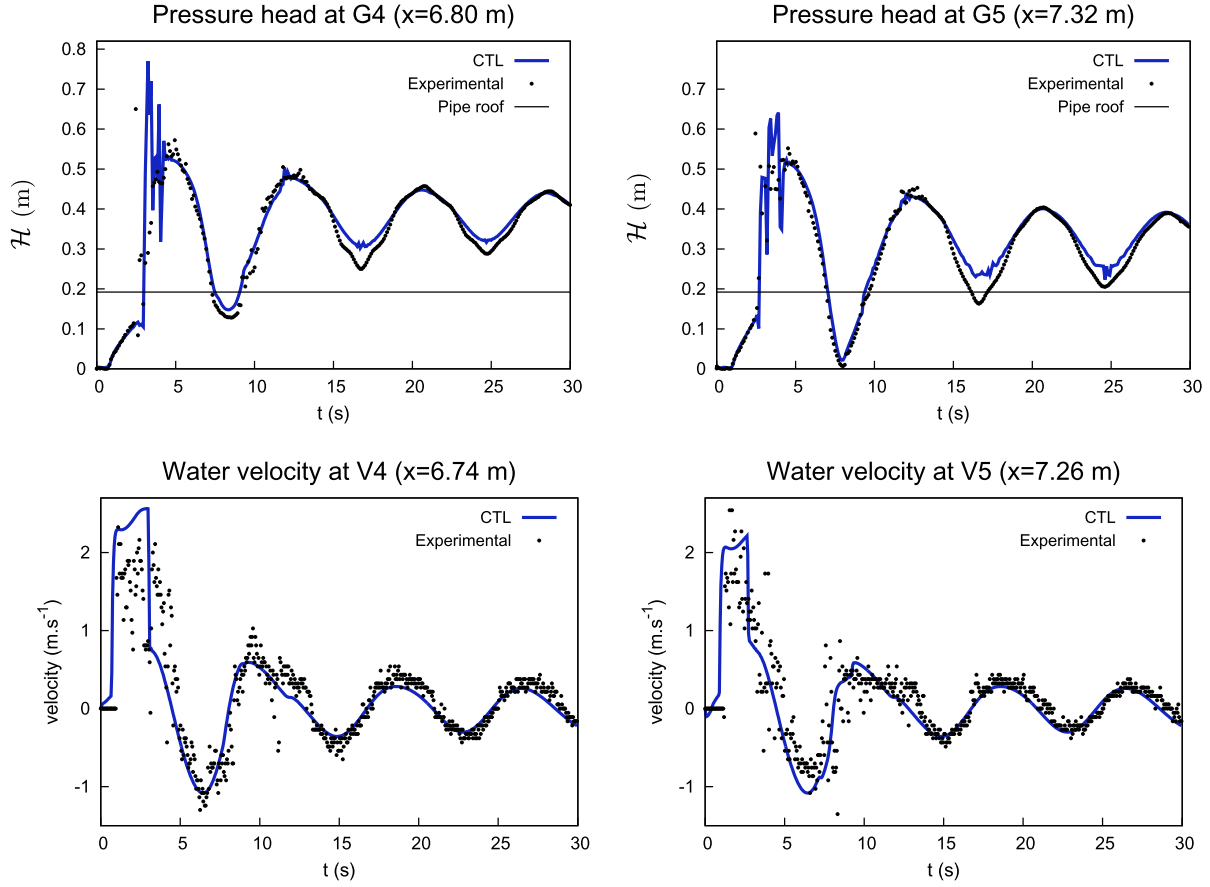 Pressure head at G4 (x=6.80 m)
CTL
Experimental
Pipe roof
0.8
0.7
0.6
0.5
0.4
0.3
0.2
0.1
0
ℋ (m)
0 5 10 15 20 25 30
t (s)
Pressure head at G5 (x=7.32 m)
CTL
Experimental
Pipe roof
0.7
0.6
0.5
0.4
0.3
0.2
0.1
0
ℋ (m)
0 5 10 15 20 25 30
t (s)
Water velocity at V4 (x=6.74 m)
CTL
Experimental
2
1
0
-1
velocity (m.s⁻¹)
0 5 10 15 20 25 30
t (s)
Water velocity at V5 (x=7.26 m)
CTL
Experimental
2
1
0
-1
velocity (m.s⁻¹)
0 5 10 15 20 25 30
t (s)